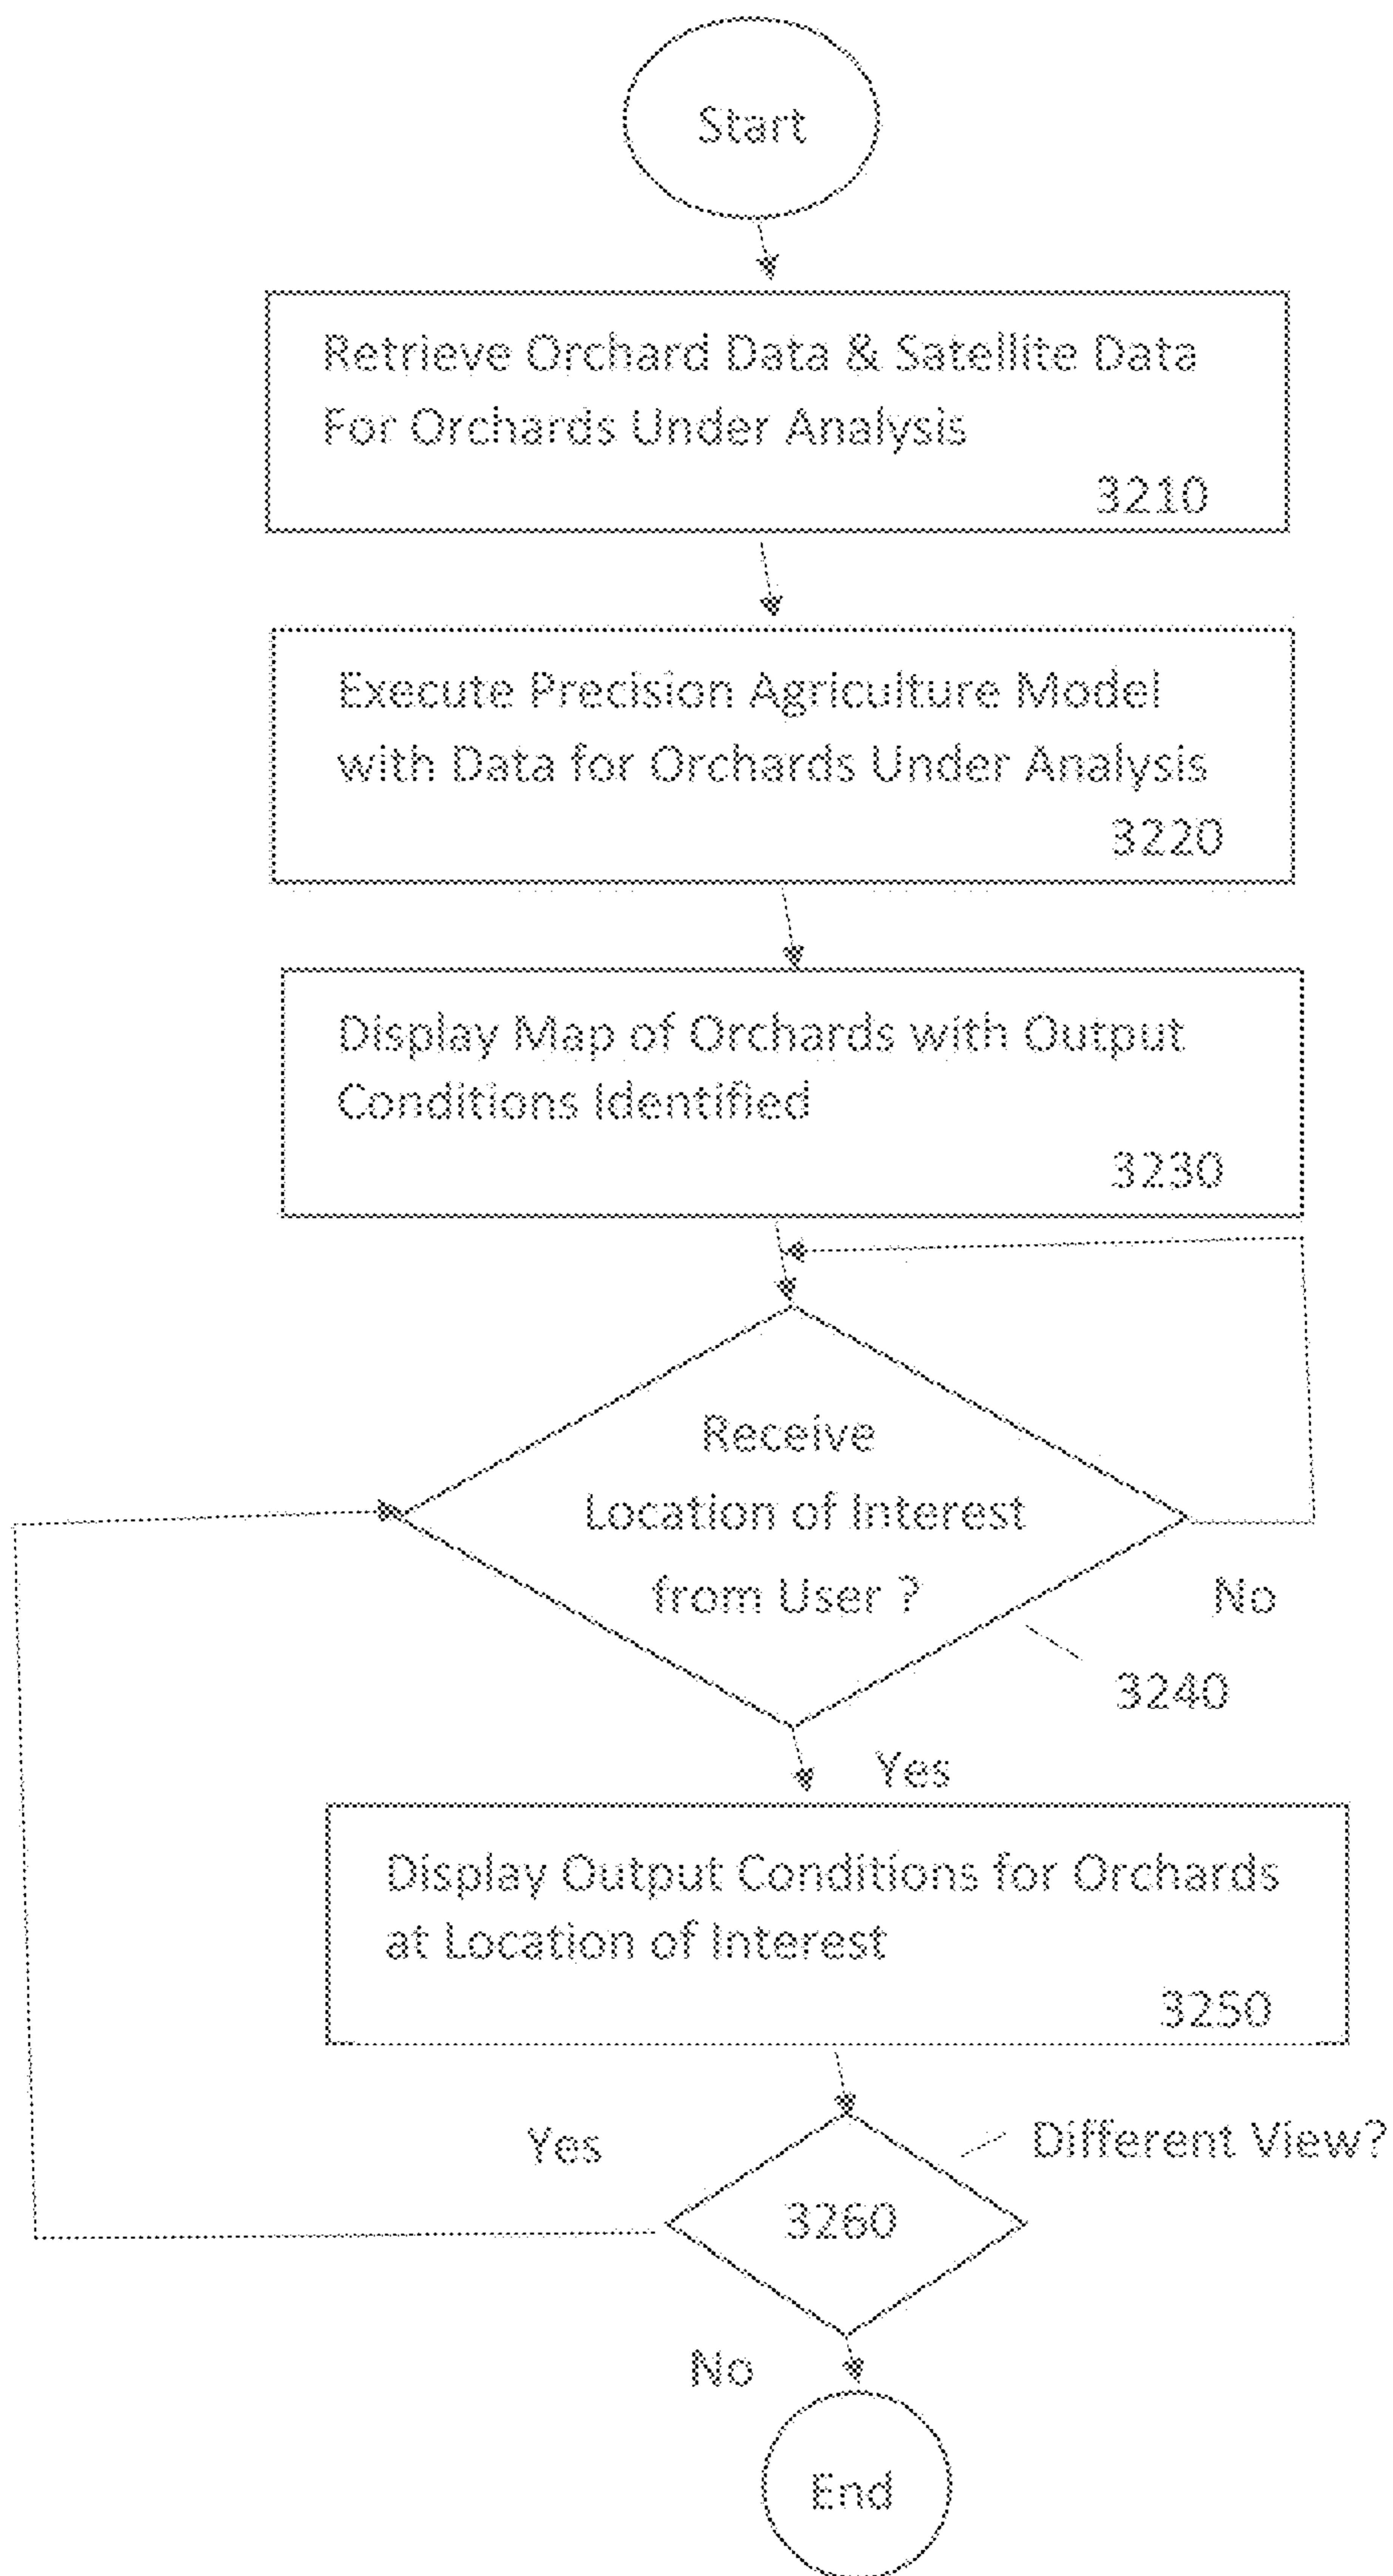 Start
Retrieve Orchard Data & Satellite Data
For Orchards Under Analysis
3210
Execute Precision Agriculture Model
with Data for Orchards Under Analysis
3220
Display Map of Orchards with Output
Conditions Identified
3230
Receive
Location of Interest
from User ?
No
3240
Yes
Display Output Conditions for Orchards
at Location of Interest
3250
Yes
Different View?
3260
No
End